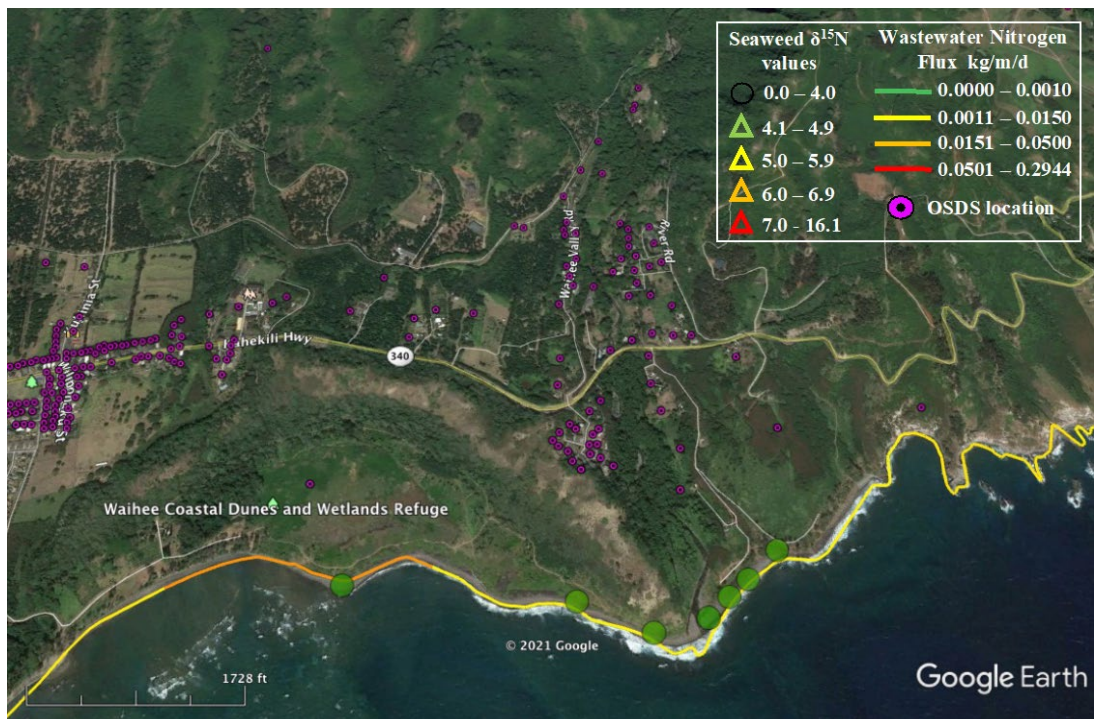 Seaweed δ¹⁵N
values
0.0 – 4.0
4.1 – 4.9
5.0 – 5.9
6.0 – 6.9
7.0 - 16.1
Wastewater Nitrogen
Flux kg/m/d
0.0000 – 0.0010
0.0011 – 0.0150
0.0151 – 0.0500
0.0501 – 0.2944
OSDS location
River Rd
Kahekili Hwy
340
Waihee Coastal Dunes and Wetlands Refuge
© 2021 Google
1728 ft
Google Earth